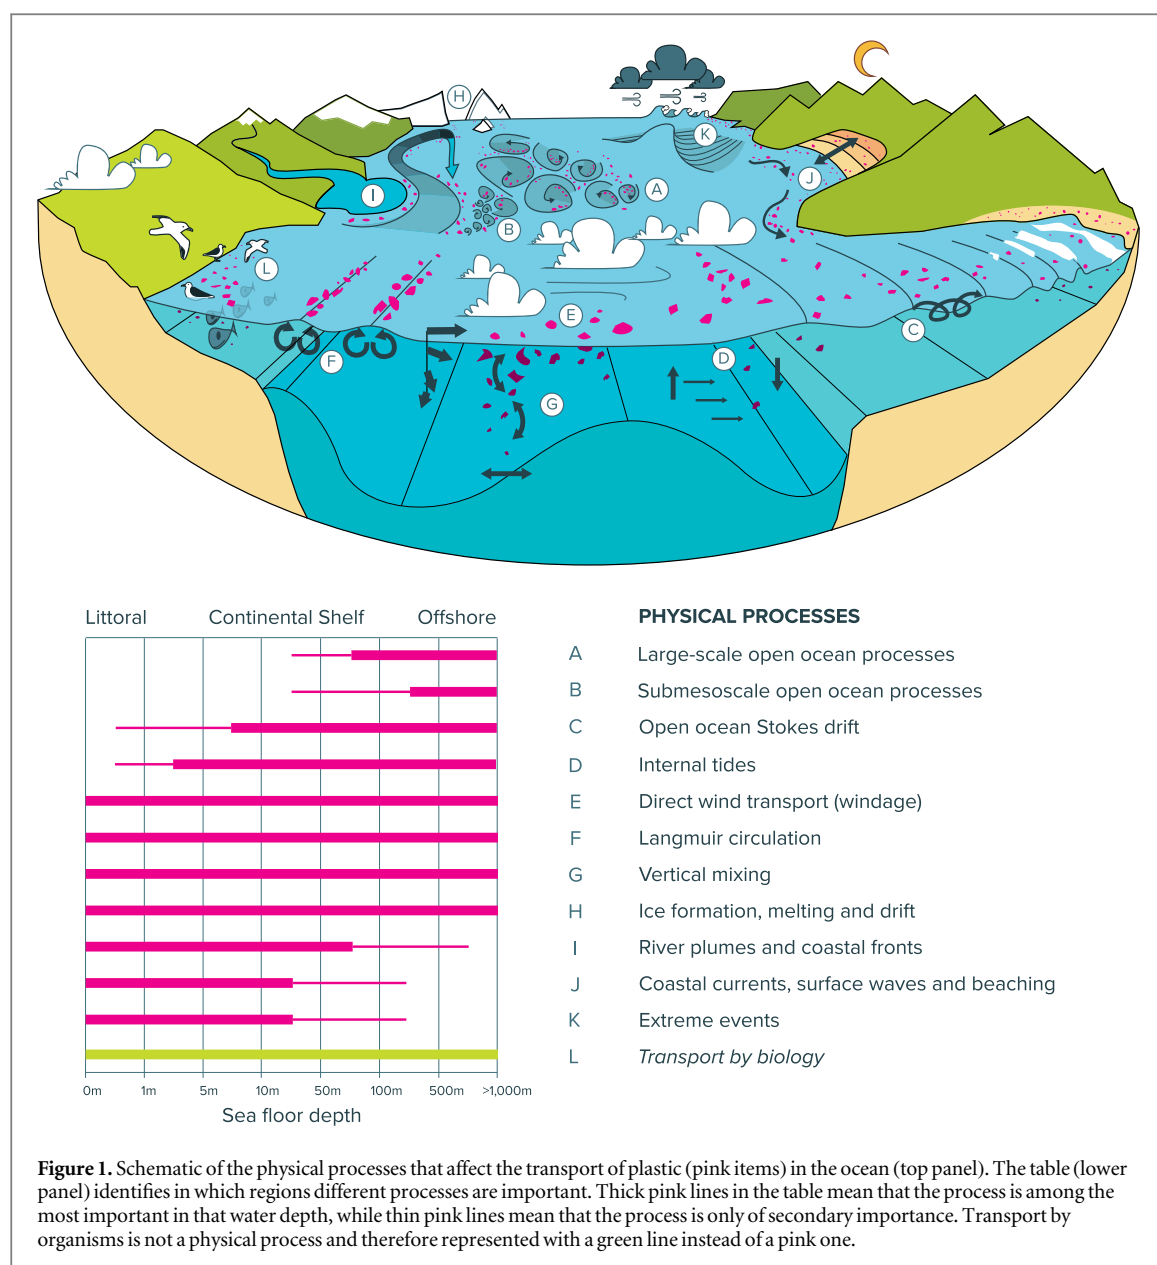 H
K
J
I
A
B
L
E
C
F
D
G
Littoral Continental Shelf Offshore PHYSICAL PROCESSES
A Large-scale open ocean processes
B Submesoscale open ocean processes
C Open ocean Stokes drift
D Internal tides
E Direct wind transport (windage)
F Langmuir circulation
G Vertical mixing
H Ice formation, melting and drift
I River plumes and coastal fronts
J Coastal currents, surface waves and beaching
K Extreme events
L Transport by biology
0m 1m 5m 10m 50m 100m 500m >1,000m
Sea floor depth
Figure 1. Schematic of the physical processes that affect the transport of plastic (pink items) in the ocean (top panel). The table (lower
panel) identifies in which regions different processes are important. Thick pink lines in the table mean that the process is among the
most important in that water depth, while thin pink lines mean that the process is only of secondary importance. Transport by
organisms is not a physical process and therefore represented with a green line instead of a pink one.